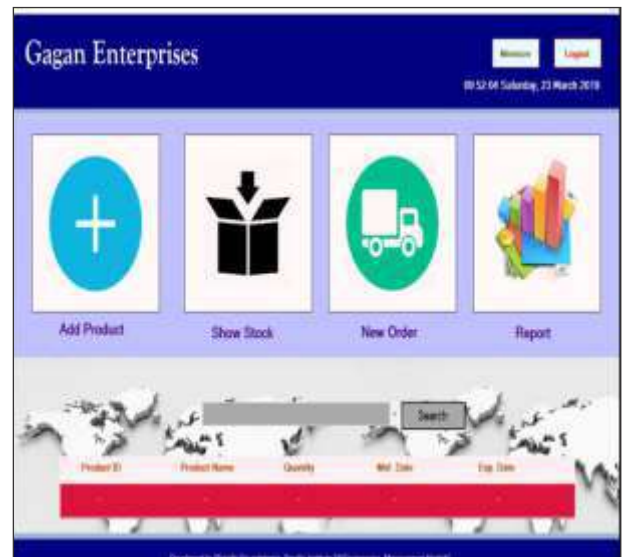 Gagan Enterprises
Logout
Saturday, 23 March 2019
Add Product
Show Stock
New Order
Report
Search
Product ID Product Name Quantity Mfd. Date Exp. Date